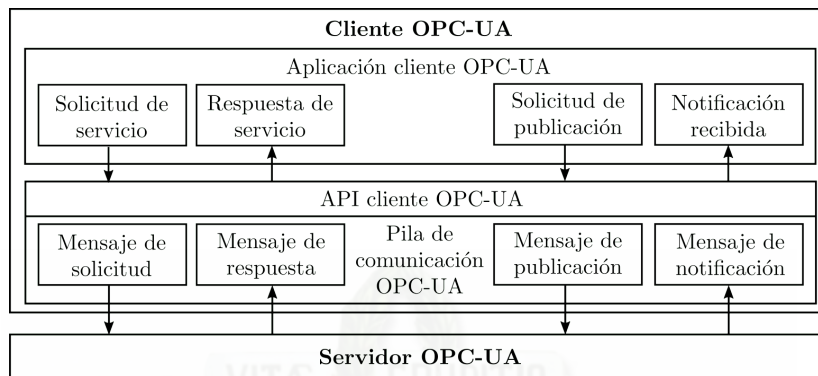 Cliente OPC-UA
Aplicación cliente OPC-UA
Solicitud de
servicio
Respuesta de
servicio
Solicitud de
publicación
Notificación
recibida
API cliente OPC-UA
Mensaje de
solicitud
Mensaje de
respuesta
Pila de
comunicación
OPC-UA
Mensaje de
publicación
Mensaje de
notificación
Servidor OPC-UA